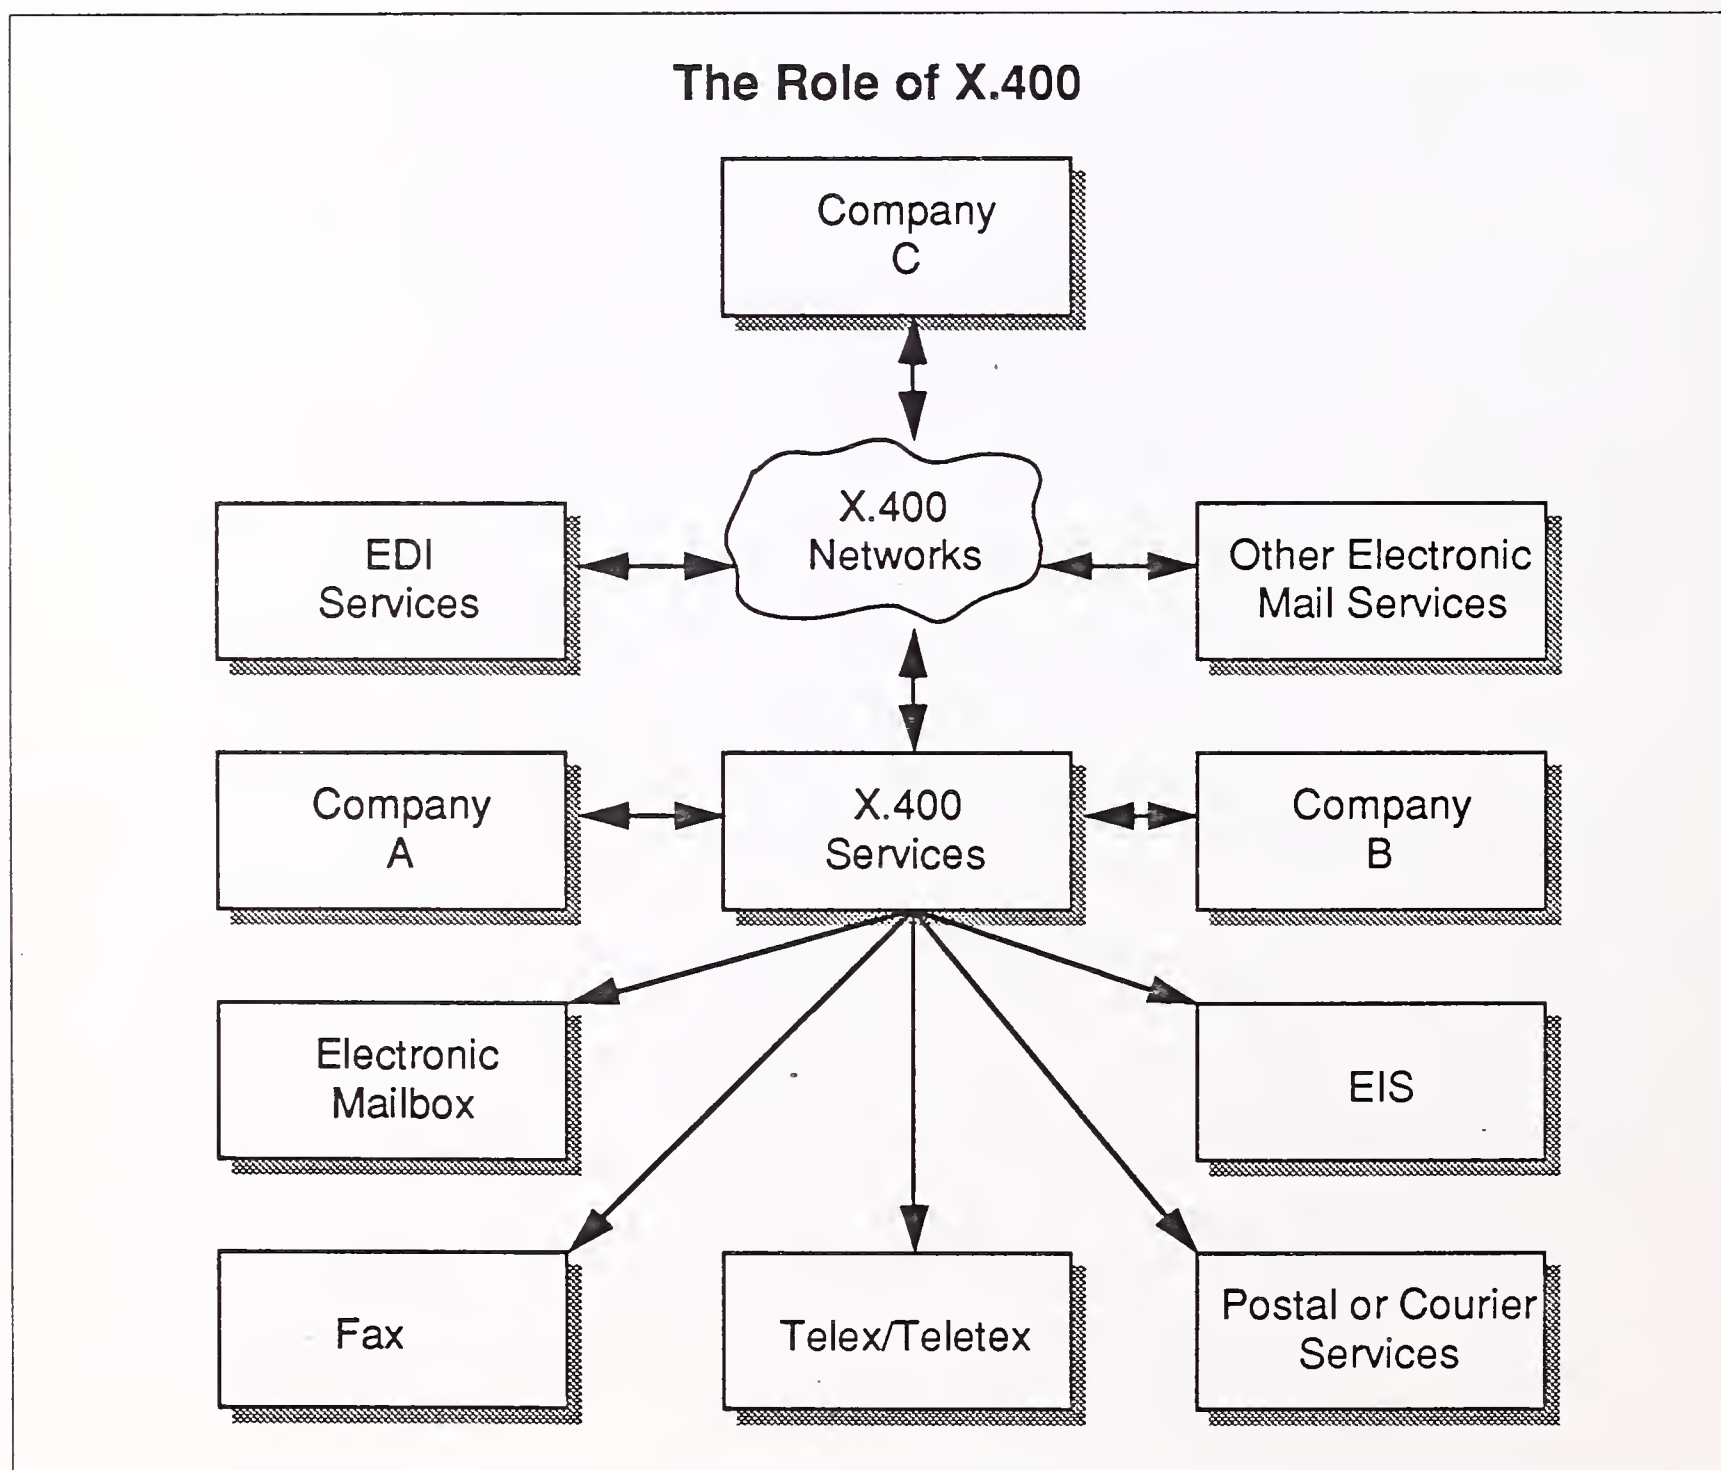 The Role of X.400
Company
C
X.400
Networks
EDI
Services
Other Electronic
Mail Services
Company
A
X.400
Services
Company
B
Electronic
Mailbox
EIS
Fax
Telex/Teletex
Postal or Courier
Services